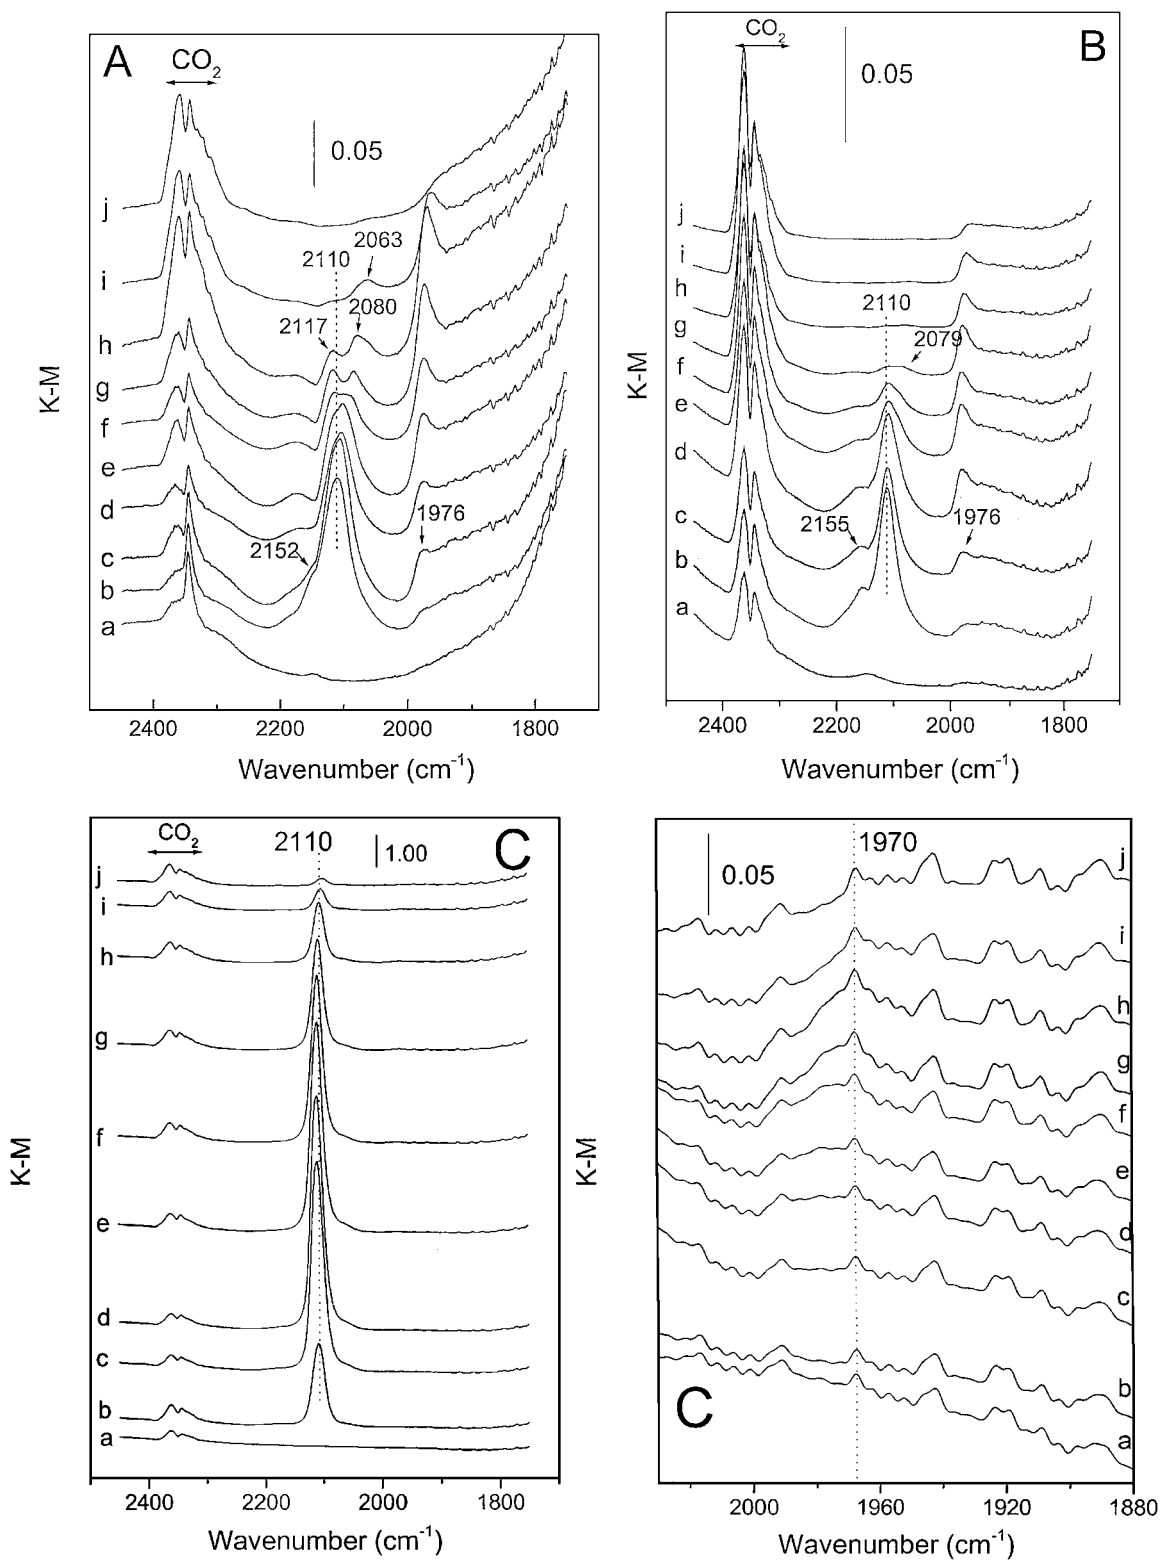 A
CO2
0.05
j
2063
2110
i
2080
2117
h
g
f
e
d
1976
2152
c
b
a
K-M
2400 2200 2000 1800
Wavenumber (cm-1)
CO2
B
0.05
j
i
h
2110
g
2079
f
e
d
c
2155
1976
b
a
K-M
2400 2200 2000 1800
Wavenumber (cm-1)
CO2
2110
1.00
C
j
i
h
g
f
e
d
c
b
a
K-M
2400 2200 2000 1800
Wavenumber (cm-1)
1970
0.05
j
i
h
g
f
e
d
c
b
C
a
K-M
2000 1960 1920 1880
Wavenumber (cm-1)